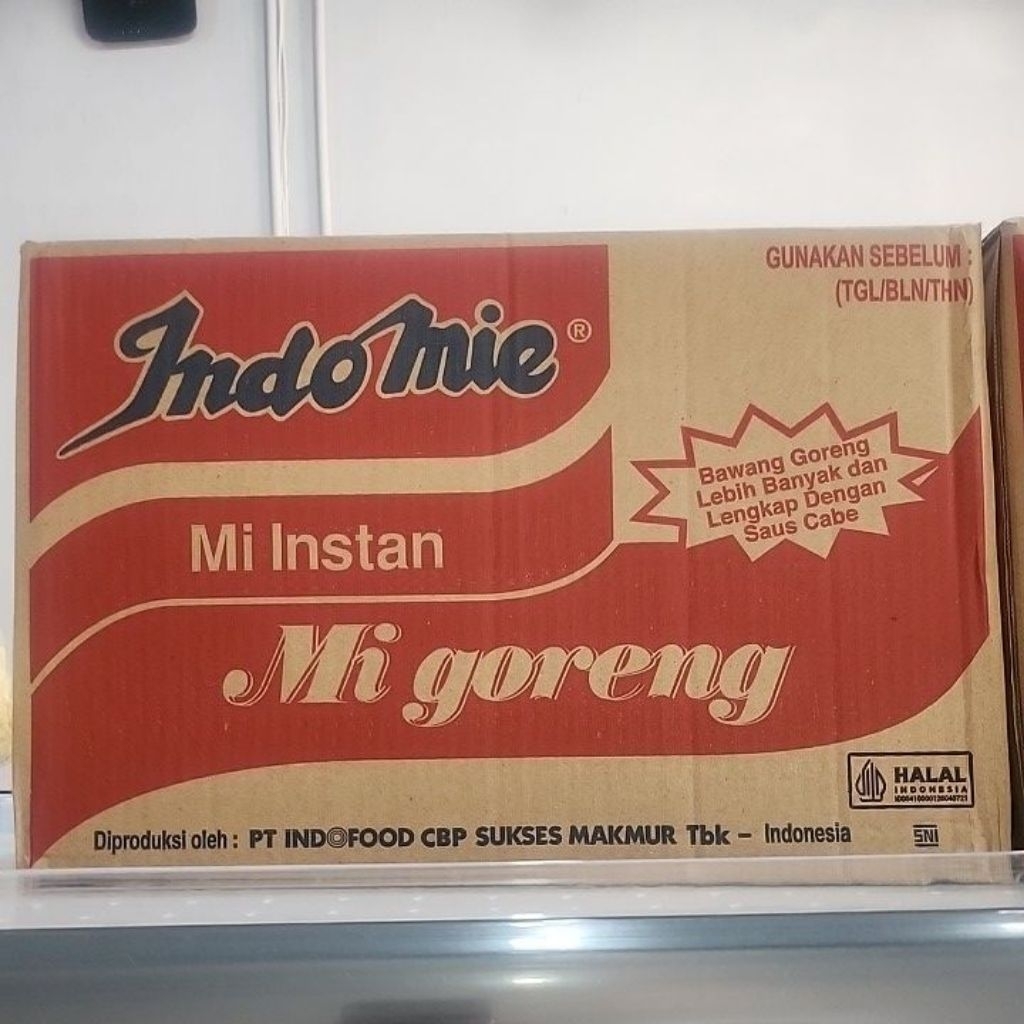 GUNAKAN SEBELUM :
(TGL/BLN/THN)
IndoMie®
Bawang Goreng
Lebih Banyak dan
Lengkap Dengan
Saus Cabe
Mi Instan
Mi goreng
HALAL
INDONESIA
Diproduksi oleh : PT INDOFOOD CBP SUKSES MAKMUR Tbk – Indonesia
SNI